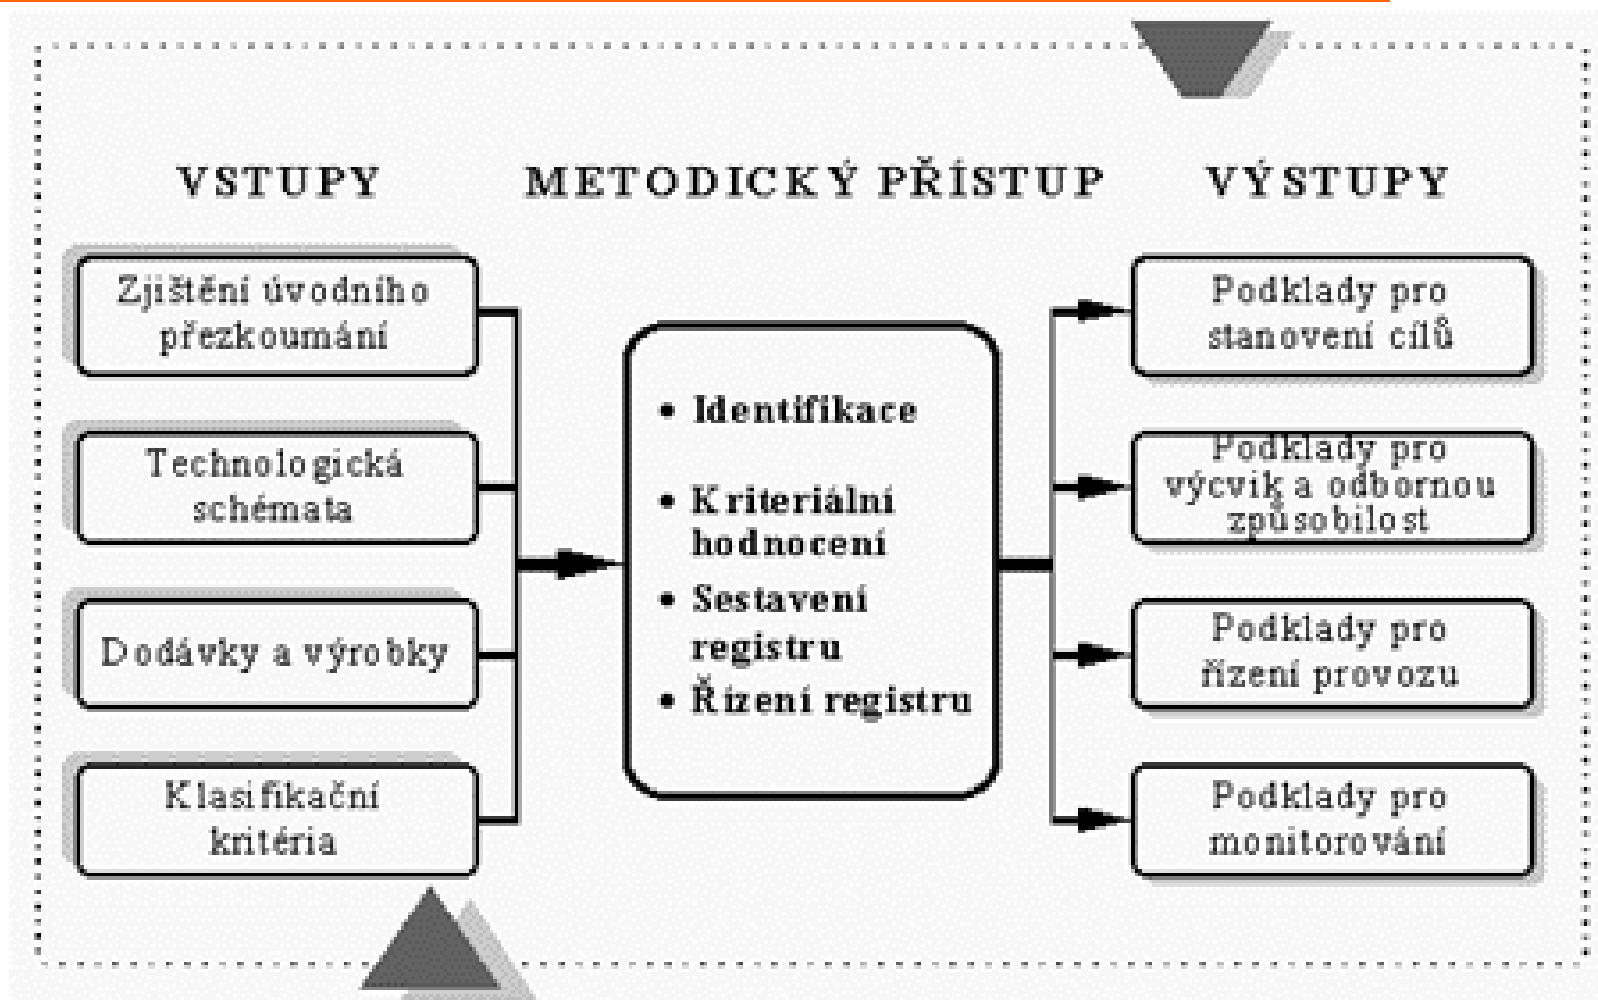 VSTUPY
METODICKÝ PŘÍSTUP
VÝSTUPY
Zjištění úvodního
přezkoumání
Technologická
schémata
Dodávky a výrobky
Klasifikační
kritéria
• Identifikace
• Kriteriální
hodnocení
• Sestavení
registru
• Řízení registru
Podklady pro
stanovení cílů
Podklady pro
výcvik a odbornou
způsobilost
Podklady pro
řízení provozu
Podklady pro
monitorování